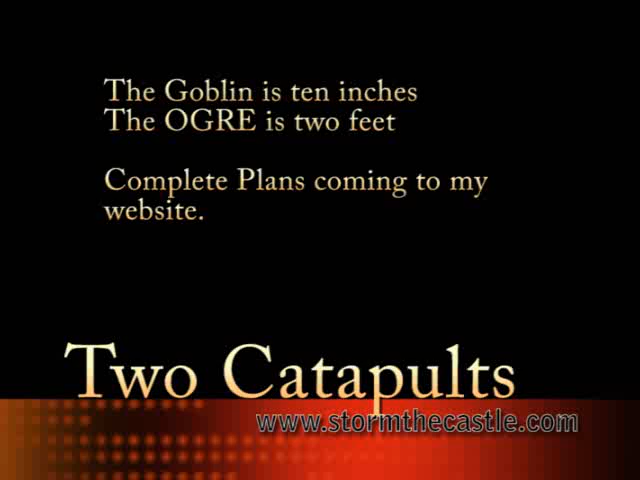 The Goblin is ten inches
The OGRE is two feet
Complete Plans coming to my
website.
Two Catapults
www.stormthecastle.com